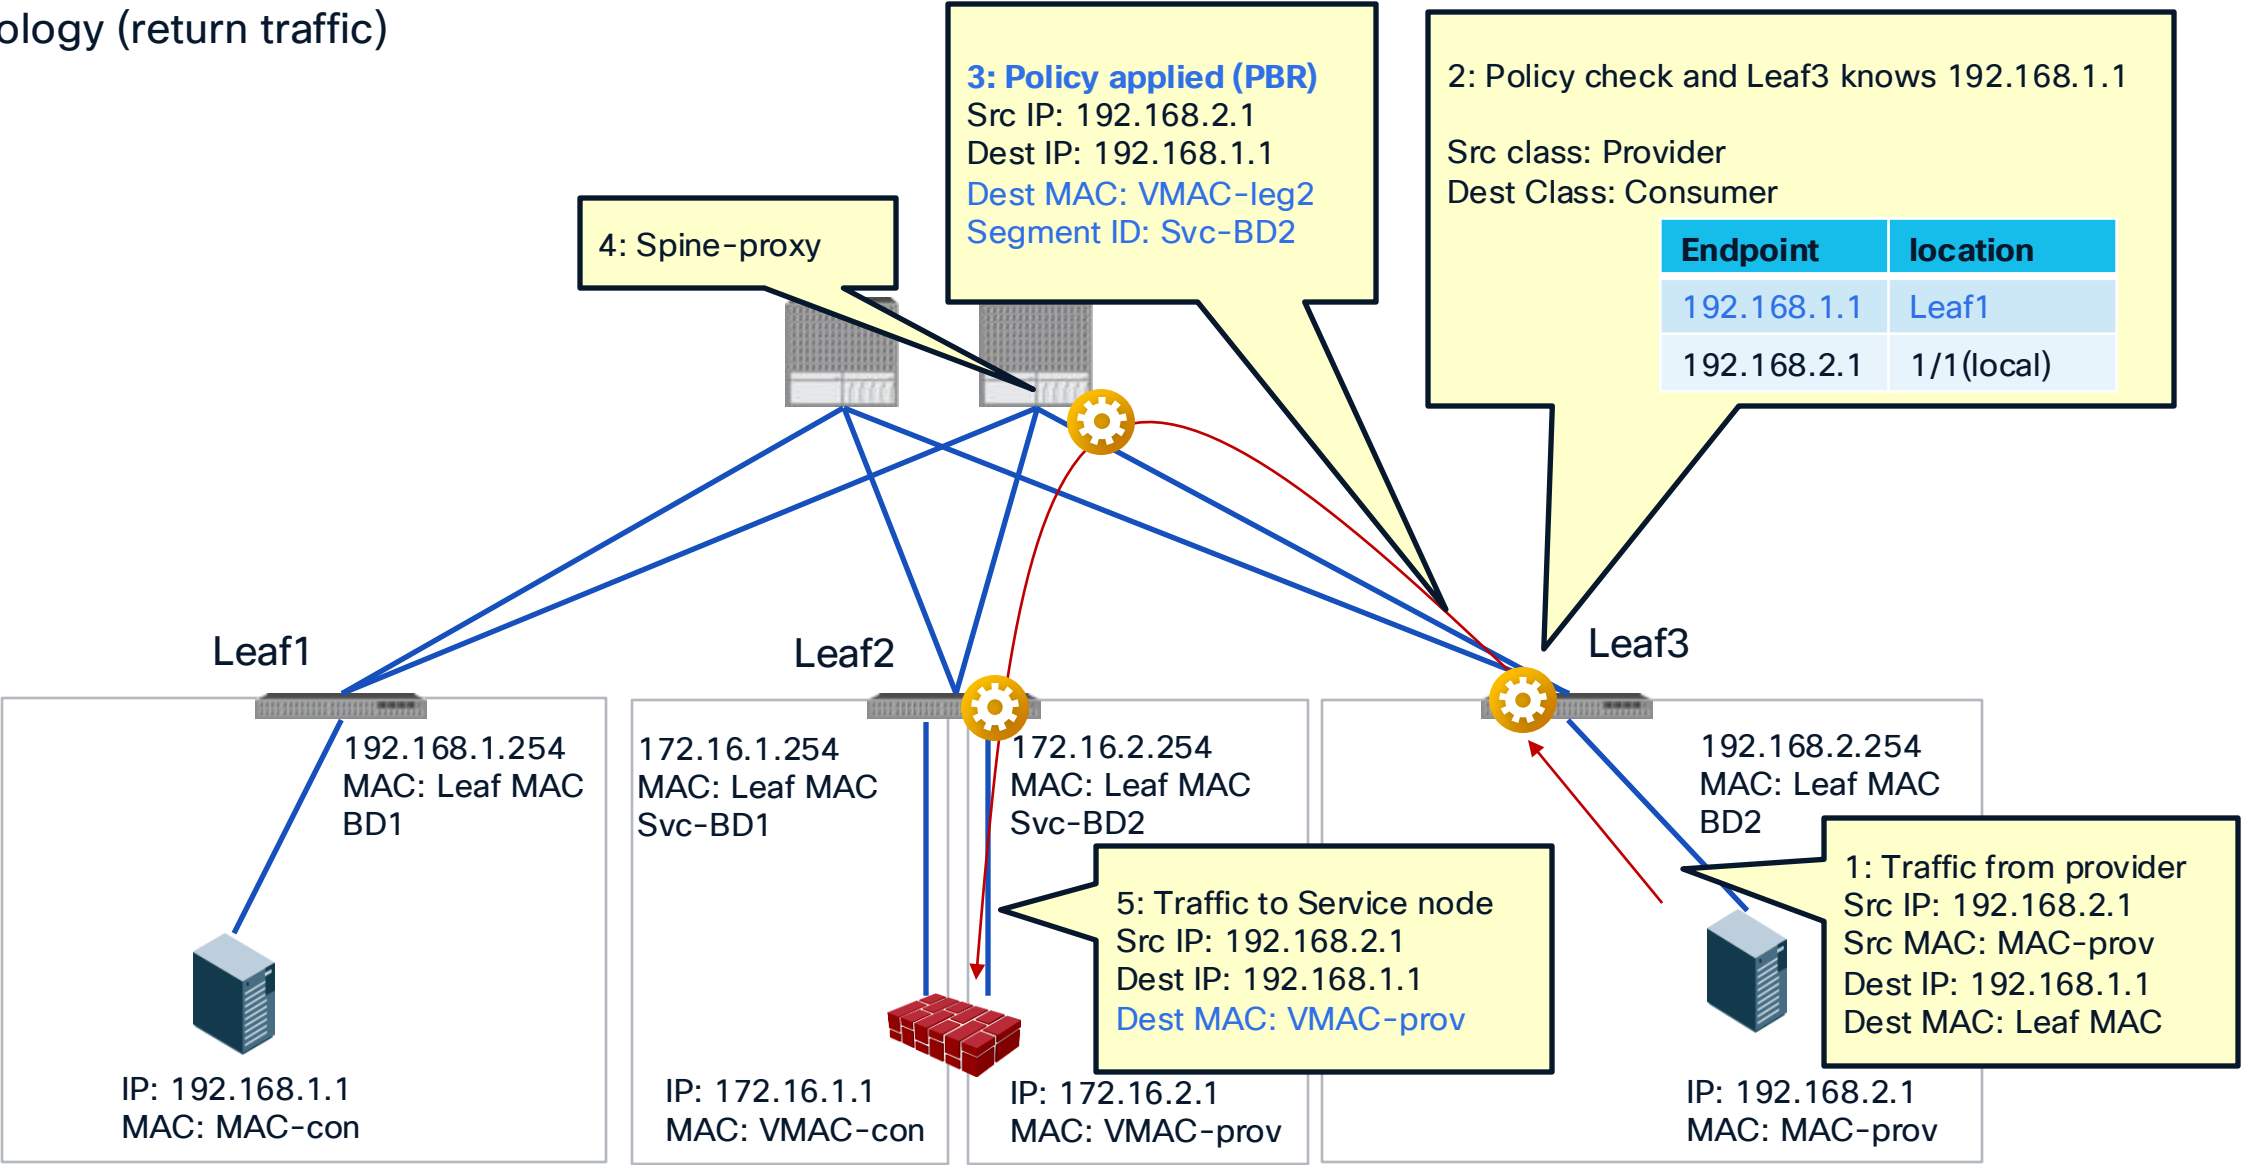 ology (return traffic)
3: Policy applied (PBR)
Src IP: 192.168.2.1
Dest IP: 192.168.1.1
Dest MAC: VMAC-leg2
Segment ID: Svc-BD2
2: Policy check and Leaf3 knows 192.168.1.1
Src class: Provider
Dest Class: Consumer
Endpoint location
192.168.1.1 Leaf1
192.168.2.1 1/1(local)
4: Spine-proxy
Leaf1
Leaf2
Leaf3
192.168.1.254
MAC: Leaf MAC
BD1
172.16.1.254
MAC: Leaf MAC
Svc-BD1
172.16.2.254
MAC: Leaf MAC
Svc-BD2
192.168.2.254
MAC: Leaf MAC
BD2
5: Traffic to Service node
Src IP: 192.168.2.1
Dest IP: 192.168.1.1
Dest MAC: VMAC-prov
1: Traffic from provider
Src IP: 192.168.2.1
Src MAC: MAC-prov
Dest IP: 192.168.1.1
Dest MAC: Leaf MAC
IP: 192.168.1.1
MAC: MAC-con
IP: 172.16.1.1
MAC: VMAC-con
IP: 172.16.2.1
MAC: VMAC-prov
IP: 192.168.2.1
MAC: MAC-prov